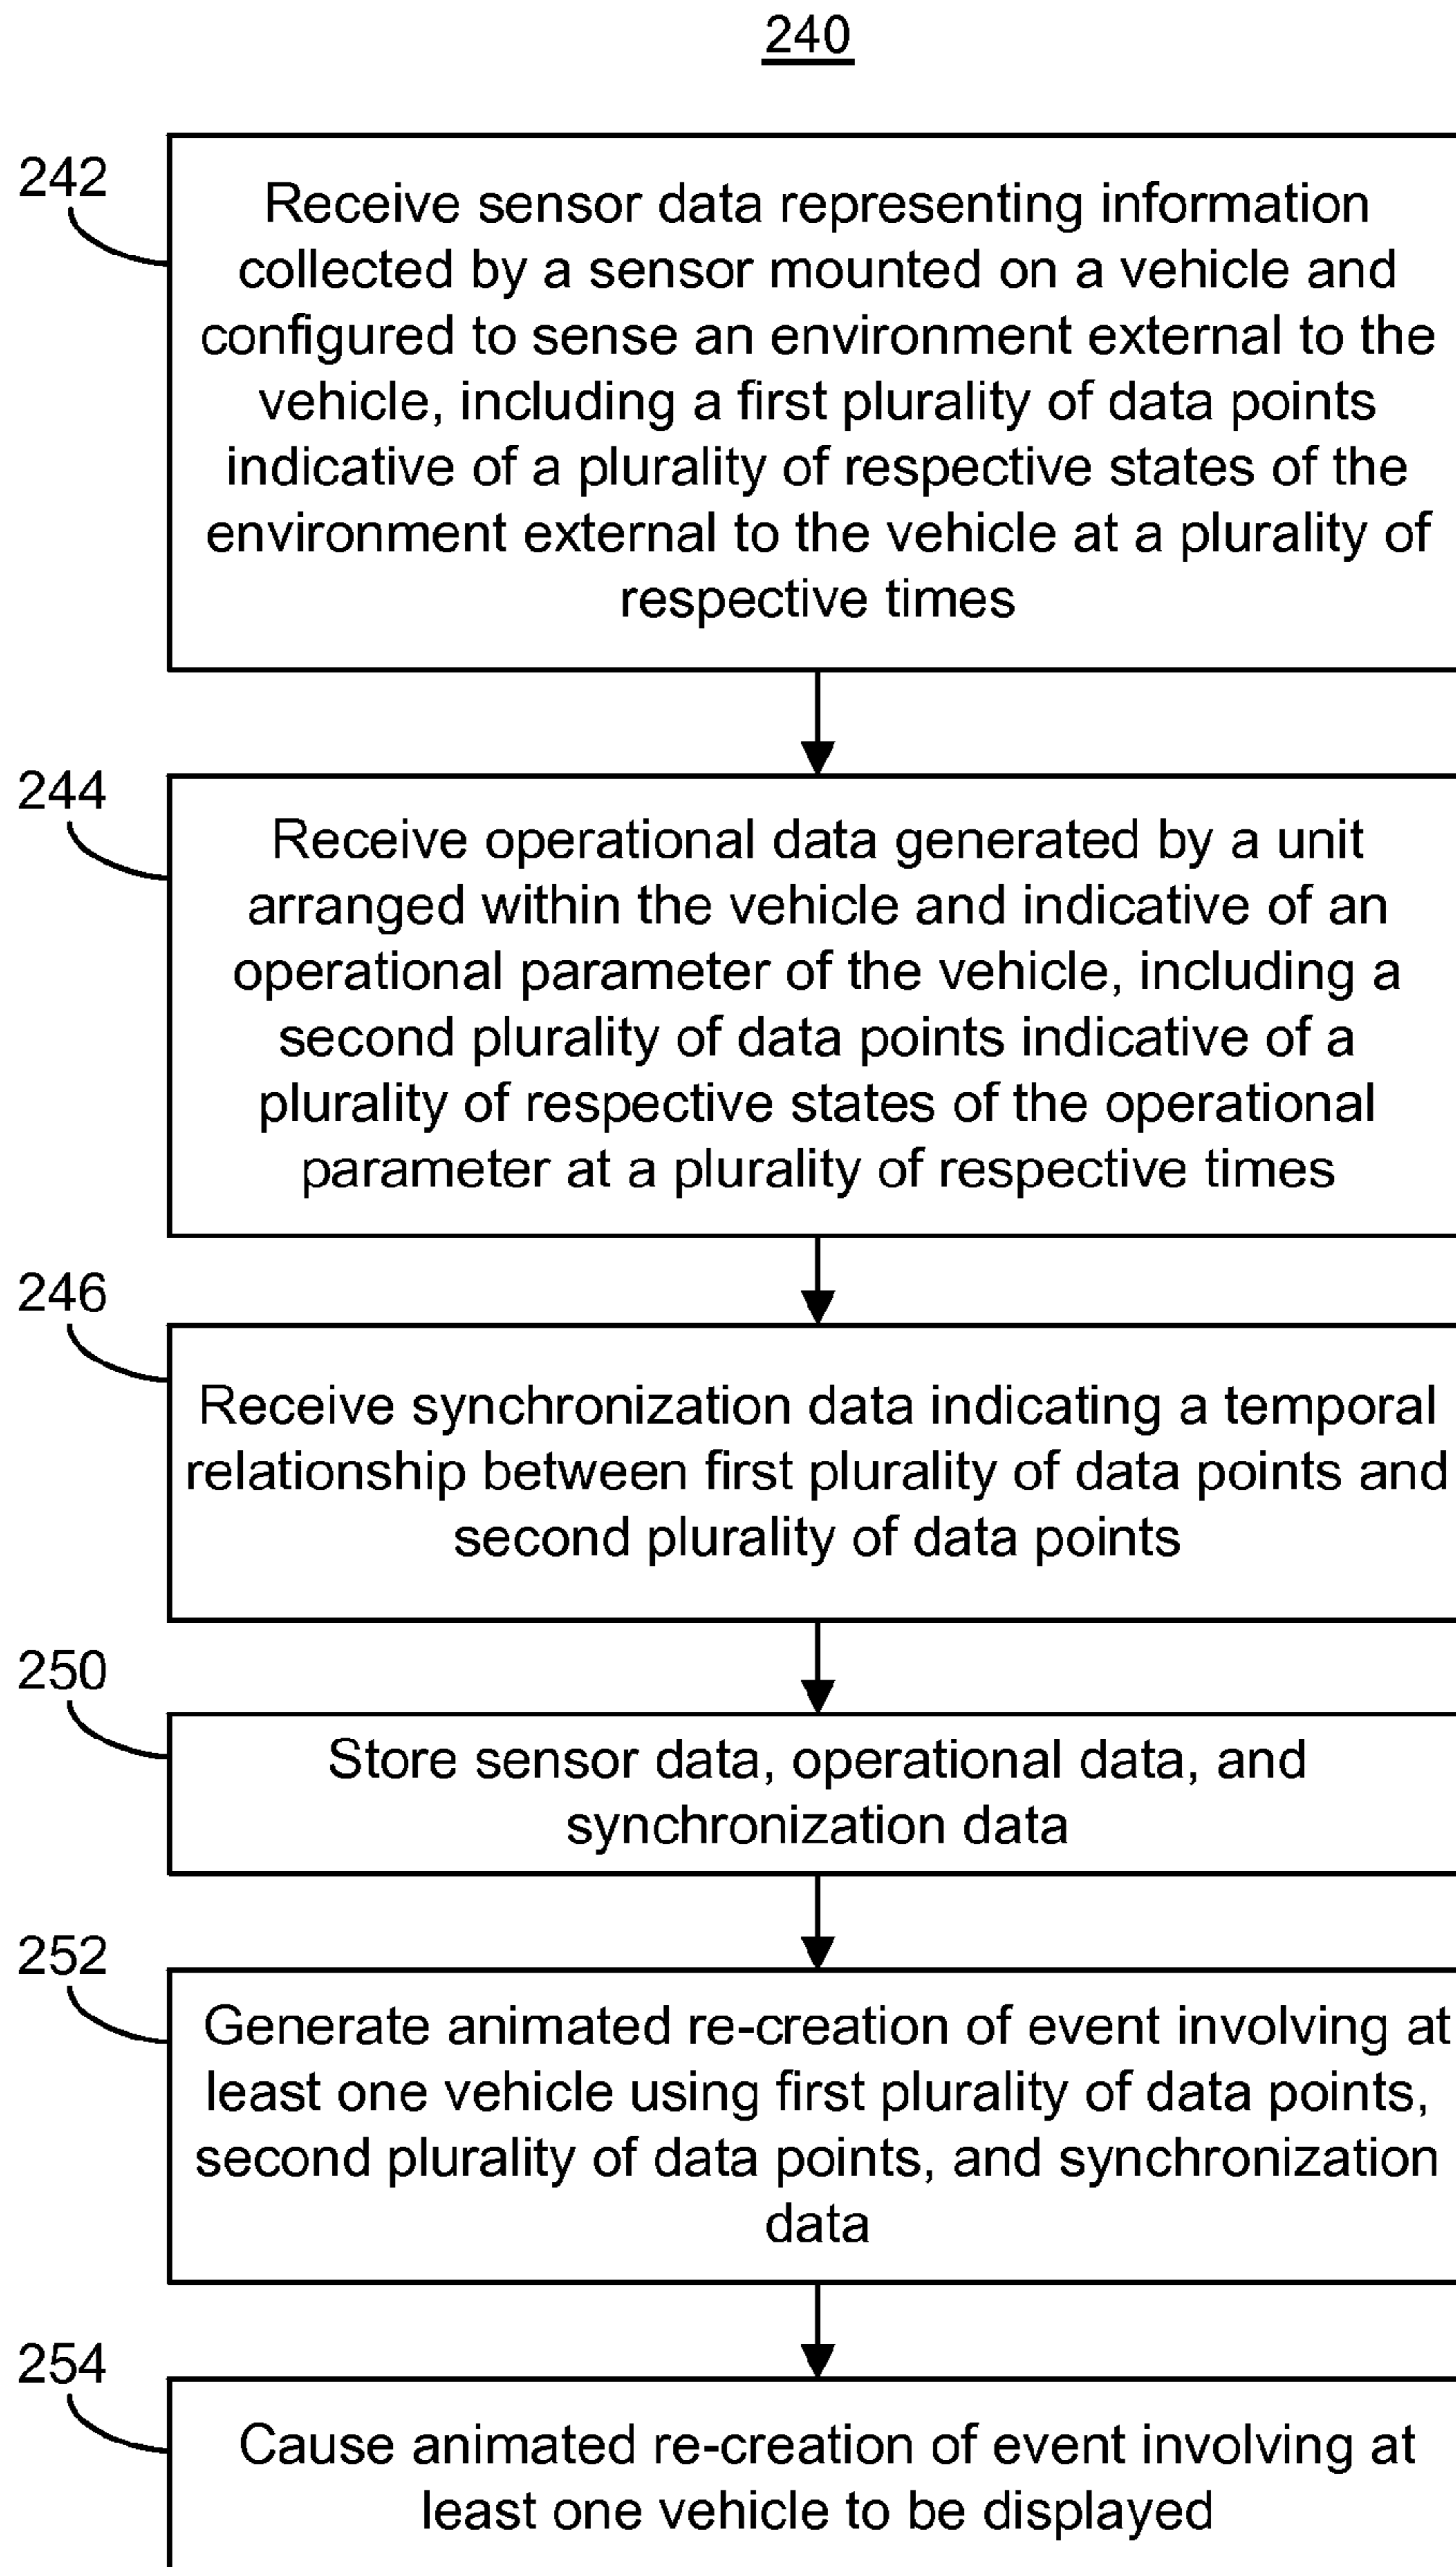 240
242
Receive sensor data representing information
collected by a sensor mounted on a vehicle and
configured to sense an environment external to the
vehicle, including a first plurality of data points
indicative of a plurality of respective states of the
environment external to the vehicle at a plurality of
respective times
244
Receive operational data generated by a unit
arranged within the vehicle and indicative of an
operational parameter of the vehicle, including a
second plurality of data points indicative of a
plurality of respective states of the operational
parameter at a plurality of respective times
246
Receive synchronization data indicating a temporal
relationship between first plurality of data points and
second plurality of data points
250
Store sensor data, operational data, and
synchronization data
252
Generate animated re-creation of event involving at
least one vehicle using first plurality of data points,
second plurality of data points, and synchronization
data
254
Cause animated re-creation of event involving at
least one vehicle to be displayed